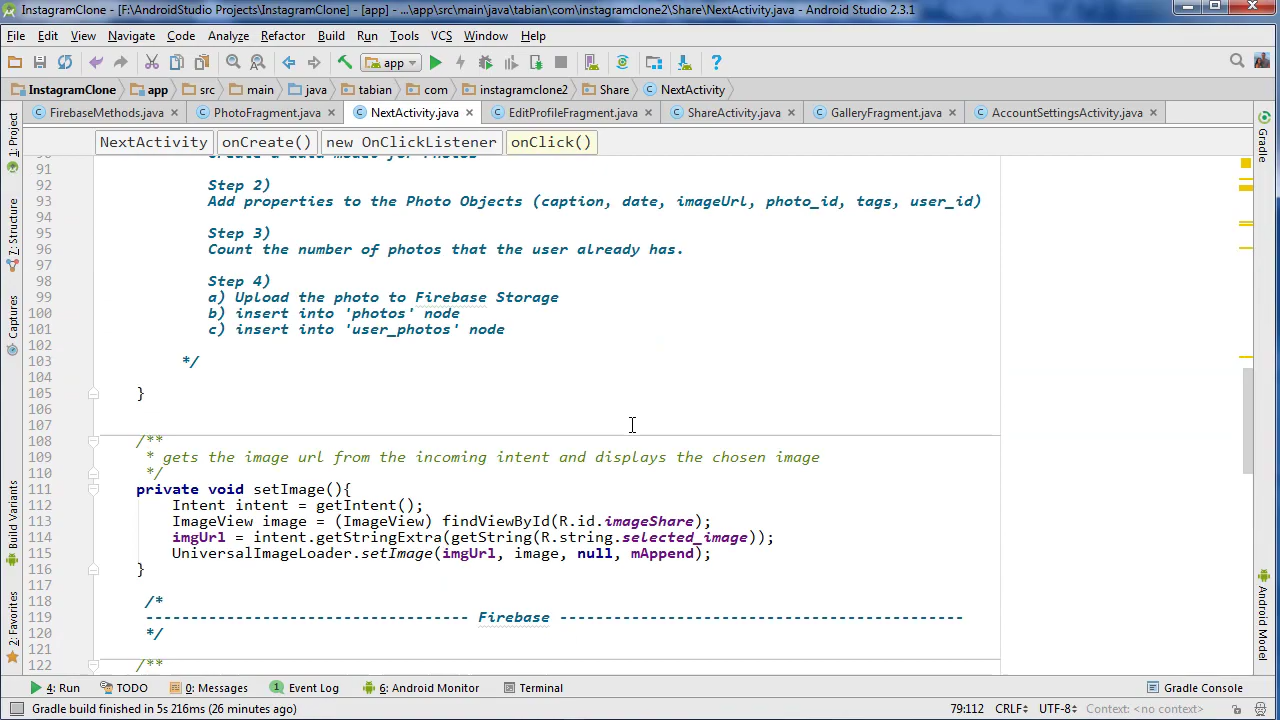 InstagramClone - [F:\AndroidStudio Projects\InstagramClone] - [app] - ...\app\src\main\java\tabian\com\instagramclone2\Share\NextActivity.java - Android Studio 2.3.1
File Edit View Navigate Code Analyze Refactor Build Run Tools VCS Window Help
app
InstagramClone app src main java tabian com instagramclone2 Share NextActivity
FirebaseMethods.java PhotoFragment.java NextActivity.java EditProfileFragment.java ShareActivity.java GalleryFragment.java AccountSettingsActivity.java
NextActivity onCreate() new OnClickListener onClick()
90 Create a data model for Photos
91
92 Step 2)
93 Add properties to the Photo Objects (caption, date, imageUrl, photo_id, tags, user_id)
94
95 Step 3)
96 Count the number of photos that the user already has.
97
98 Step 4)
99 a) Upload the photo to Firebase Storage
100 b) insert into 'photos' node
101 c) insert into 'user_photos' node
102
103 */
104
105 }
106
107
108 /**
109 * gets the image url from the incoming intent and displays the chosen image
110 */
111 private void setImage(){
112 Intent intent = getIntent();
113 ImageView image = (ImageView) findViewById(R.id.imageShare);
114 imgUrl = intent.getStringExtra(getString(R.string.selected_image));
115 UniversalImageLoader.setImage(imgUrl, image, null, mAppend);
116 }
117
118 /*
119 ----------------------------------- Firebase ---------------------------------------------
120 */
121
122 /**
1: Project
7: Structure
Captures
Build Variants
2: Favorites
Gradle
Android Model
4: Run TODO 0: Messages 1 Event Log 6: Android Monitor Terminal Gradle Console
Gradle build finished in 5s 216ms (26 minutes ago) 79:112 CRLF÷ UTF-8÷ Context: <no context>